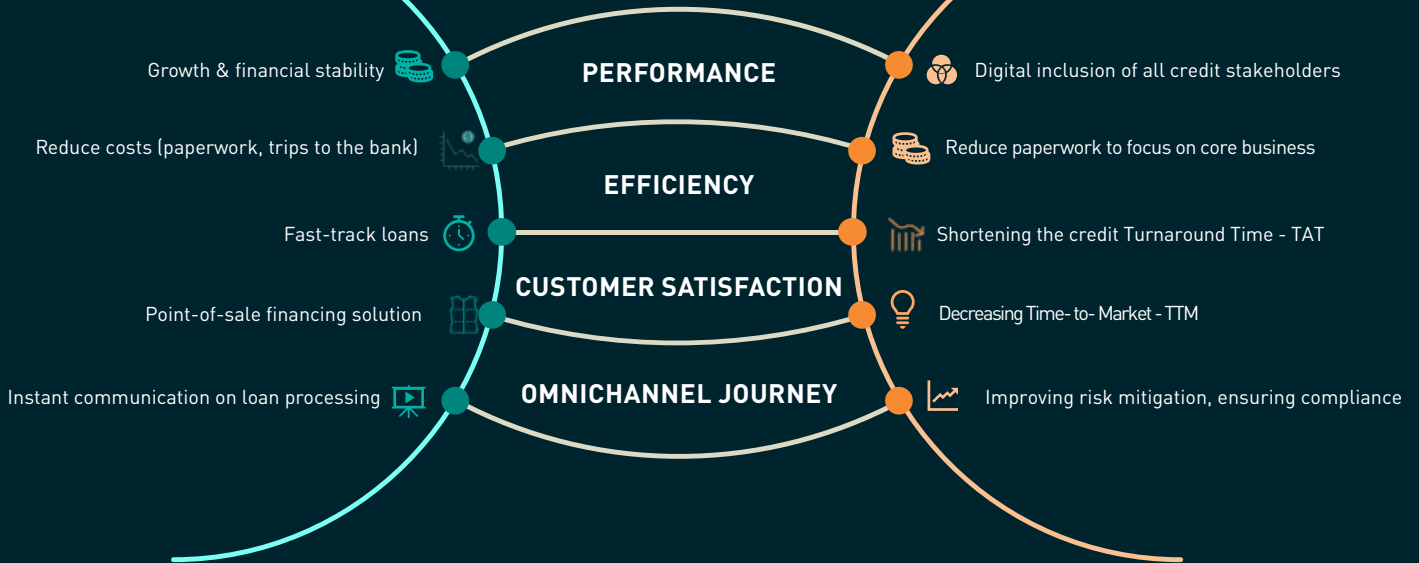 Growth & financial stability
PERFORMANCE
Digital inclusion of all credit stakeholders
Reduce costs (paperwork, trips to the bank)
Reduce paperwork to focus on core business
EFFICIENCY
Fast-track loans
Shortening the credit Turnaround Time - TAT
CUSTOMER SATISFACTION
Point-of-sale financing solution
Decreasing Time- to- Market - TTM
OMNICHANNEL JOURNEY
Instant communication on loan processing
Improving risk mitigation, ensuring compliance